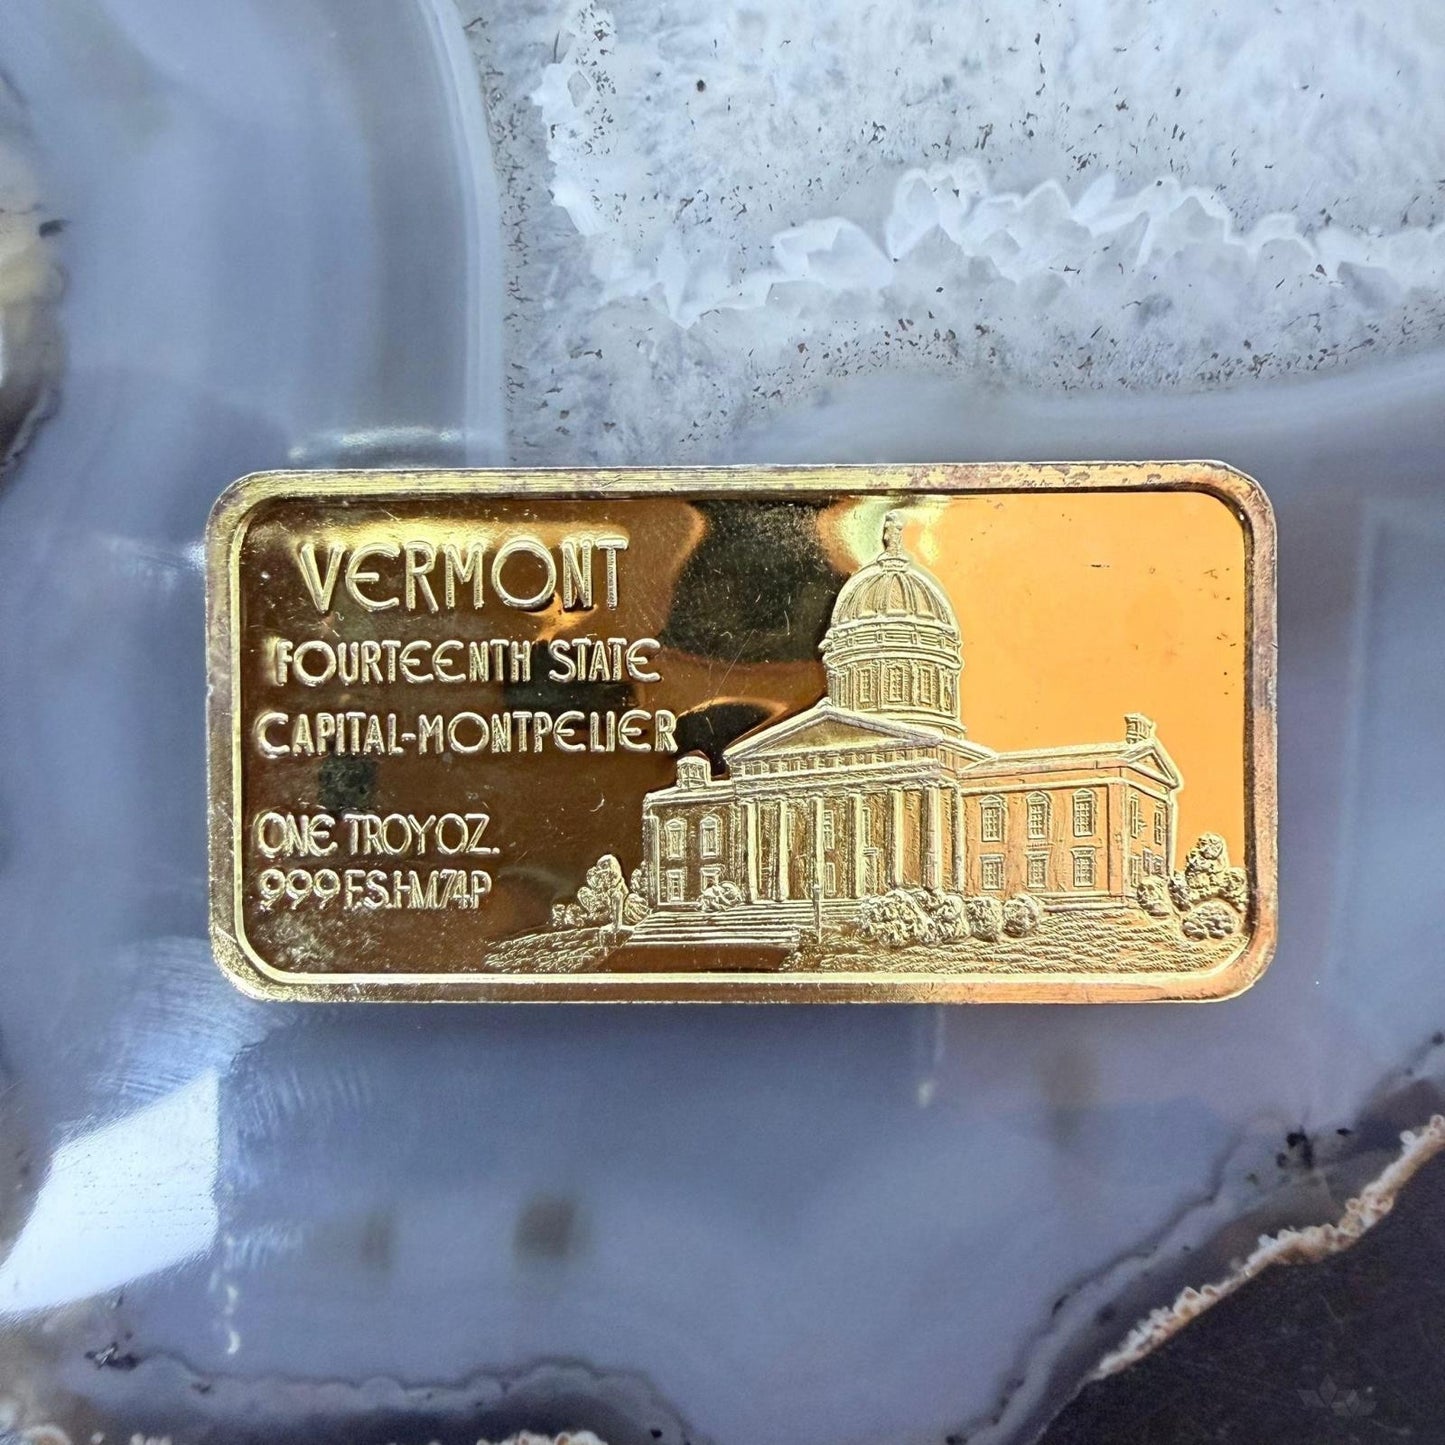 VERMONT
FOURTEENTH STATE
CAPITAL-MONTPELIER
ONE TROY OZ.
999 F.S. HM74P